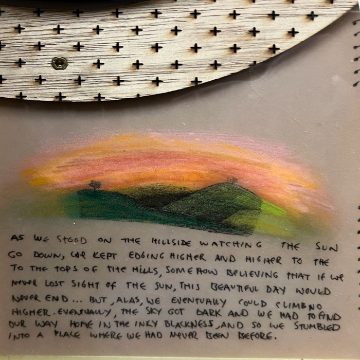 AS WE STOOD ON THE HILLSIDE WATCHING THE SUN
GO DOWN, WE KEPT EDGING HIGHER AND HIGHER TO THE
TO THE TOPS OF THE HILLS, SOMEHOW BELIEVING THAT IF WE
NEVER LOST SIGHT OF THE SUN, THIS BEAUTIFUL DAY WOULD
NEVER END... BUT, ALAS, WE EVENTUALLY COULD CLIMB NO
HIGHER. EVENTUALLY, THE SKY GOT DARK AND WE HAD TO FIND
OUR WAY HOME IN THE INKY BLACKNESS, AND SO WE STUMBLED
INTO A PLACE WHERE WE HAD NEVER BEEN BEFORE.